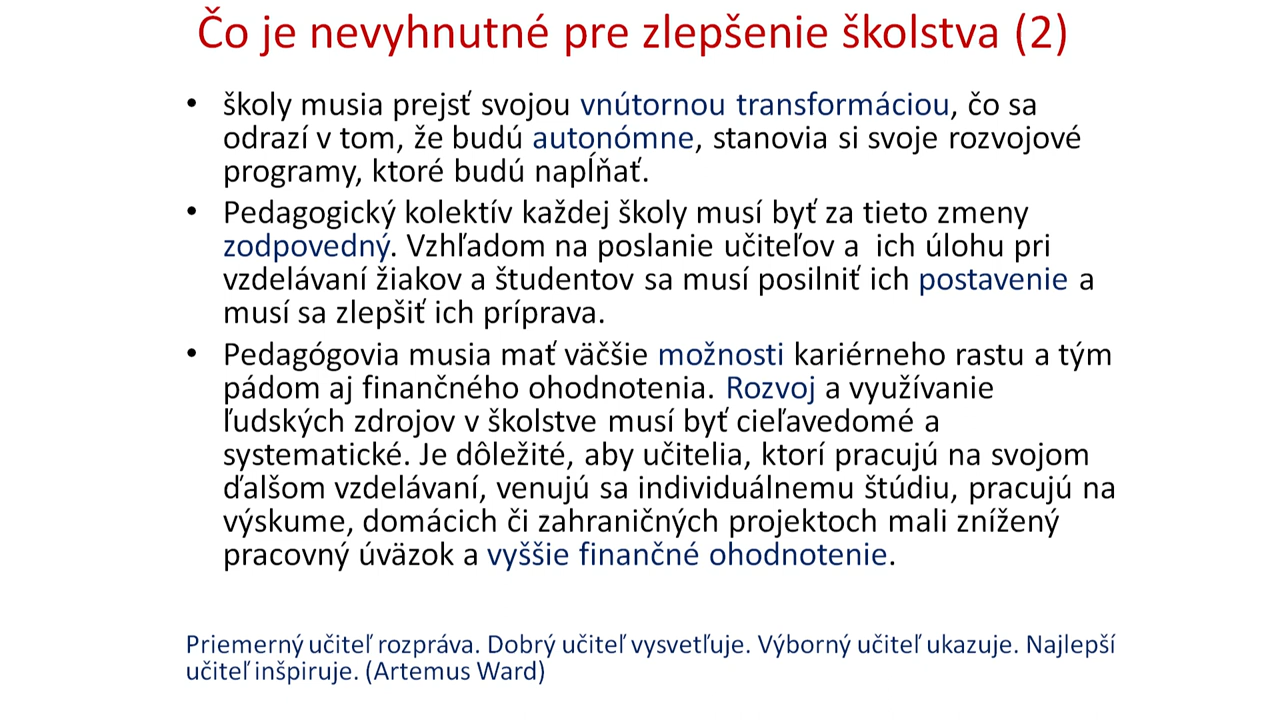 Čo je nevyhnutné pre zlepšenie školstva (2)
• školy musia prejsť svojou vnútornou transformáciou, čo sa
odrazí v tom, že budú autonómne, stanovia si svoje rozvojové
programy, ktoré budú napĺňať.
• Pedagogický kolektív každej školy musí byť za tieto zmeny
zodpovedný. Vzhľadom na poslanie učiteľov a ich úlohu pri
vzdelávaní žiakov a študentov sa musí posilniť ich postavenie a
musí sa zlepšiť ich príprava.
• Pedagógovia musia mať väčšie možnosti kariérneho rastu a tým
pádom aj finančného ohodnotenia. Rozvoj a využívanie
ľudských zdrojov v školstve musí byť cieľavedomé a
systematické. Je dôležité, aby učitelia, ktorí pracujú na svojom
ďalšom vzdelávaní, venujú sa individuálnemu štúdiu, pracujú na
výskume, domácich či zahraničných projektoch mali znížený
pracovný úväzok a vyššie finančné ohodnotenie.
Priemerný učiteľ rozpráva. Dobrý učiteľ vysvetľuje. Výborný učiteľ ukazuje. Najlepší
učiteľ inšpiruje. (Artemus Ward)